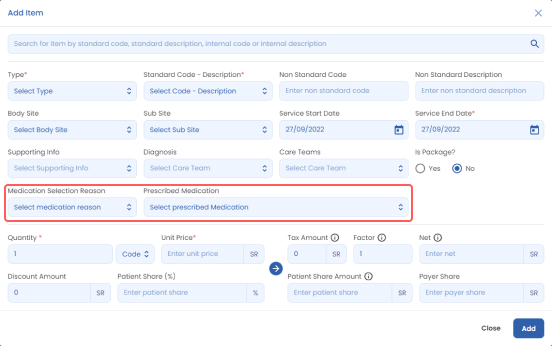 Add Item
Search for item by standard code, standard description, internal code or internal description
Type* Standard Code - Description* Non Standard Code Non Standard Description
Select Type Select Code - Description Enter non standard code Enter non standard description
Body Site Sub Site Service Start Date Service End Date*
Select Body Site Select Sub Site 27/09/2022 27/09/2022
Supporting Info Diagnosis Care Teams Is Package?
Select Supporting Info Select Care Team Select Care Team Yes No
Medication Selection Reason Prescribed Medication
Select medication reason Select prescribed Medication
Quantity * Unit Price* Tax Amount Factor Net
1 Code Enter unit price SR 0 SR 1 Enter net SR
Discount Amount Patient Share (%) Patient Share Amount Payer Share
0 SR Enter patient share % Enter patient share SR Enter payer share SR
Close Add